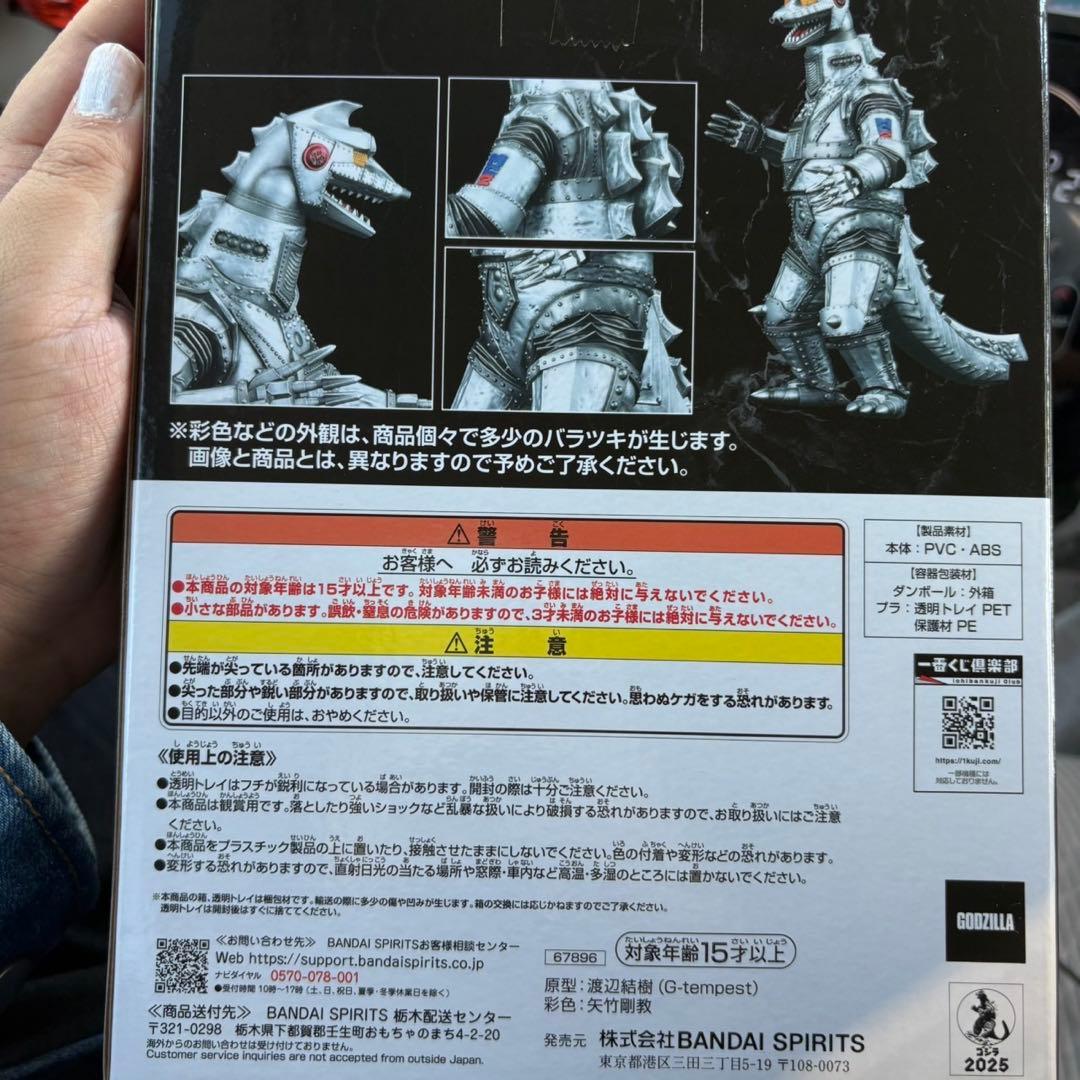 MG2
※彩色などの外観は、商品個々で多少のバラツキが生じます。
画像と商品とは、異なりますので予めご了承ください。
⚠警告
お客様へ 必ずお読みください。
●本商品の対象年齢は15才以上です。対象年齢未満のお子様には絶対に与えないでください。
●小さな部品があります。誤飲・窒息の危険がありますので、3才未満のお子様には絶対に与えないでください。
⚠注意
●先端が尖っている箇所がありますので、注意してください。
●尖った部分や鋭い部分がありますので、取り扱いや保管に注意してください。思わぬケガをする恐れがあります。
●目的以外のご使用は、おやめください。
【製品素材】
本体：PVC・ABS
【容器包装材】
ダンボール：外箱
プラ：透明トレイ PET
保護材 PE
一番くじ倶楽部
Ichibankuji Club
https://1kuji.com/
一部機種には
対応しておりません。
《使用上の注意》
●透明トレイはフチが鋭利になっている場合があります。開封の際は十分ご注意ください。
●本商品は観賞用です。落としたり強いショックなど乱暴な扱いにより破損する恐れがありますので、お取り扱いにはご注意
ください。
●本商品をプラスチック製品の上に置いたり、接触させたままにしないでください。色の付着や変形などの恐れがあります。
●変形する恐れがありますので、直射日光の当たる場所や窓際・車内など高温・多湿のところには置かないでください。
※本商品の箱、透明トレイは梱包材です。輸送の際に多少の傷や凹みが生じます。箱の交換には応じかねますのでご了承ください。
透明トレイは開封後はすぐに捨ててください。
《お問い合わせ先》 BANDAI SPIRITSお客様相談センター
Web https://support.bandaispirits.co.jp
ナビダイヤル 0570-078-001
●受付時間 10時～17時（土、日、祝日、夏季・冬季休業日を除く）
《商品送付先》 BANDAI SPIRITS 栃木配送センター
〒321-0298 栃木県下都賀郡壬生町おもちゃのまち4-2-20
海外からのお問い合わせは受け付けておりません。
Customer service inquiries are not accepted from outside Japan.
67896
対象年齢15才以上
原型：渡辺結樹 (G-tempest)
彩色：矢竹剛教
発売元 株式会社BANDAI SPIRITS
東京都港区三田三丁目5-19 〒108-0073
GODZILLA
ゴジラ
2025